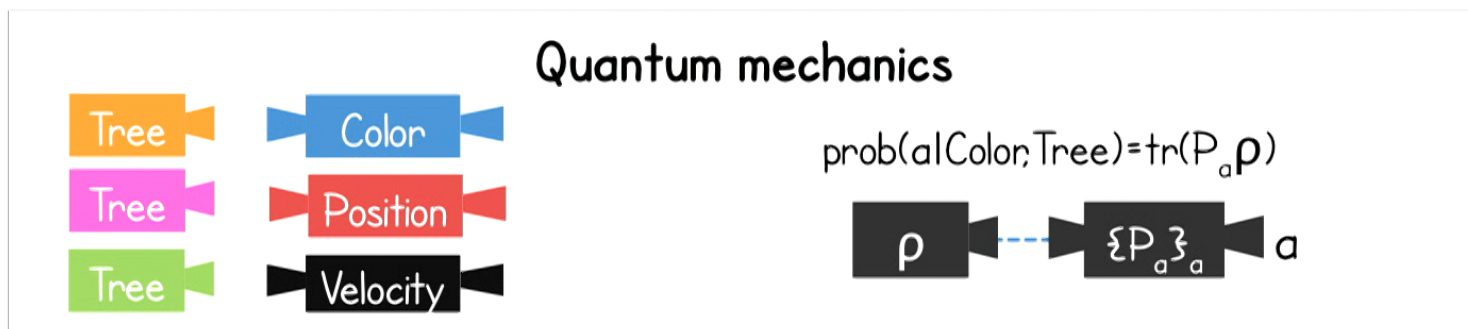 Quantum mechanics
Tree
Color
Tree
Position
Tree
Velocity
prob(a|Color,Tree)=tr(Pₐρ)
ρ
{Pₐ}ₐ
a